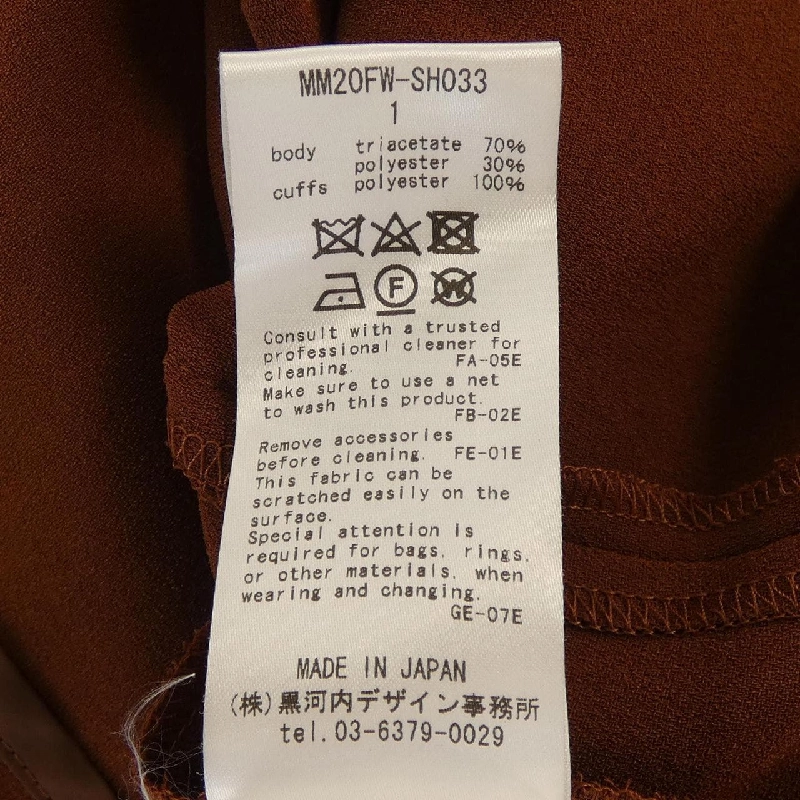 MM20FW-SH033
1
body triacetate 70%
polyester 30%
cuffs polyester 100%
F W
Consult with a trusted
professional cleaner for
cleaning. FA-05E
Make sure to use a net
to wash this product.
FB-02E
Remove accessories
before cleaning. FE-01E
This fabric can be
scratched easily on the
surface.
Special attention is
required for bags, rings,
or other materials, when
wearing and changing.
GE-07E
MADE IN JAPAN
(株)黒河内デザイン事務所
tel.03-6379-0029